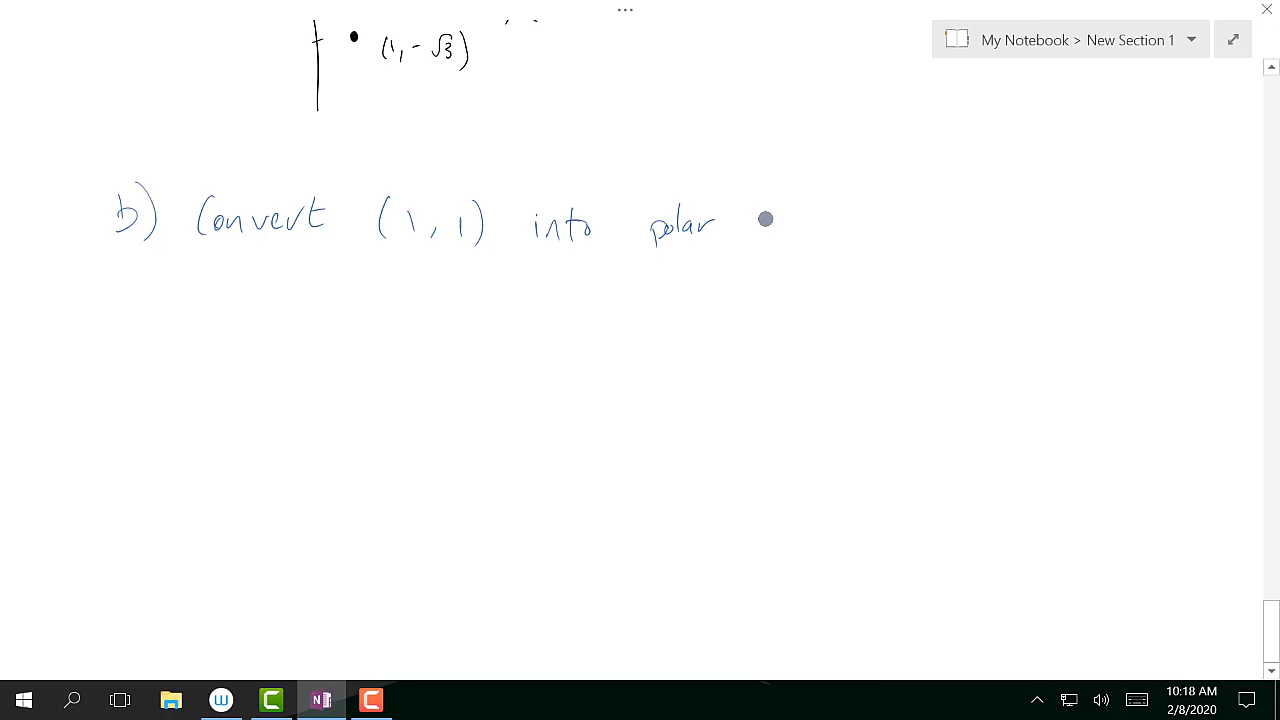 (1, -√3)
My Notebook > New Section 1
b) Convert (1, 1) into polar
10:18 AM
2/8/2020